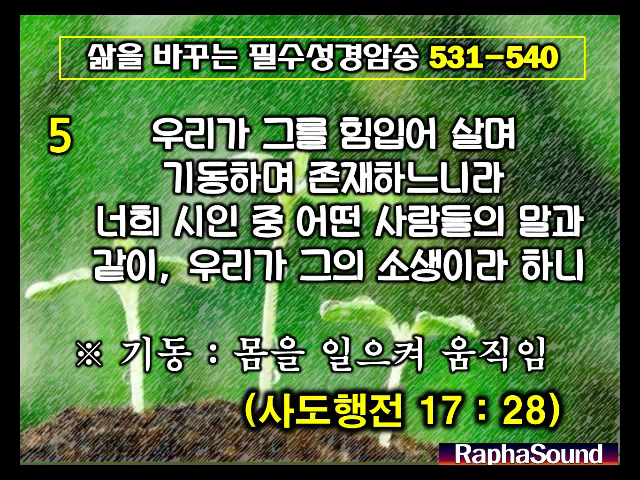 삶을 바꾸는 필수성경암송 531-540
5 우리가 그를 힘입어 살며
기동하며 존재하느니라
너희 시인 중 어떤 사람들의 말과
같이, 우리가 그의 소생이라 하니
※ 기동 : 몸을 일으켜 움직임
(사도행전 17 : 28)
RaphaSound